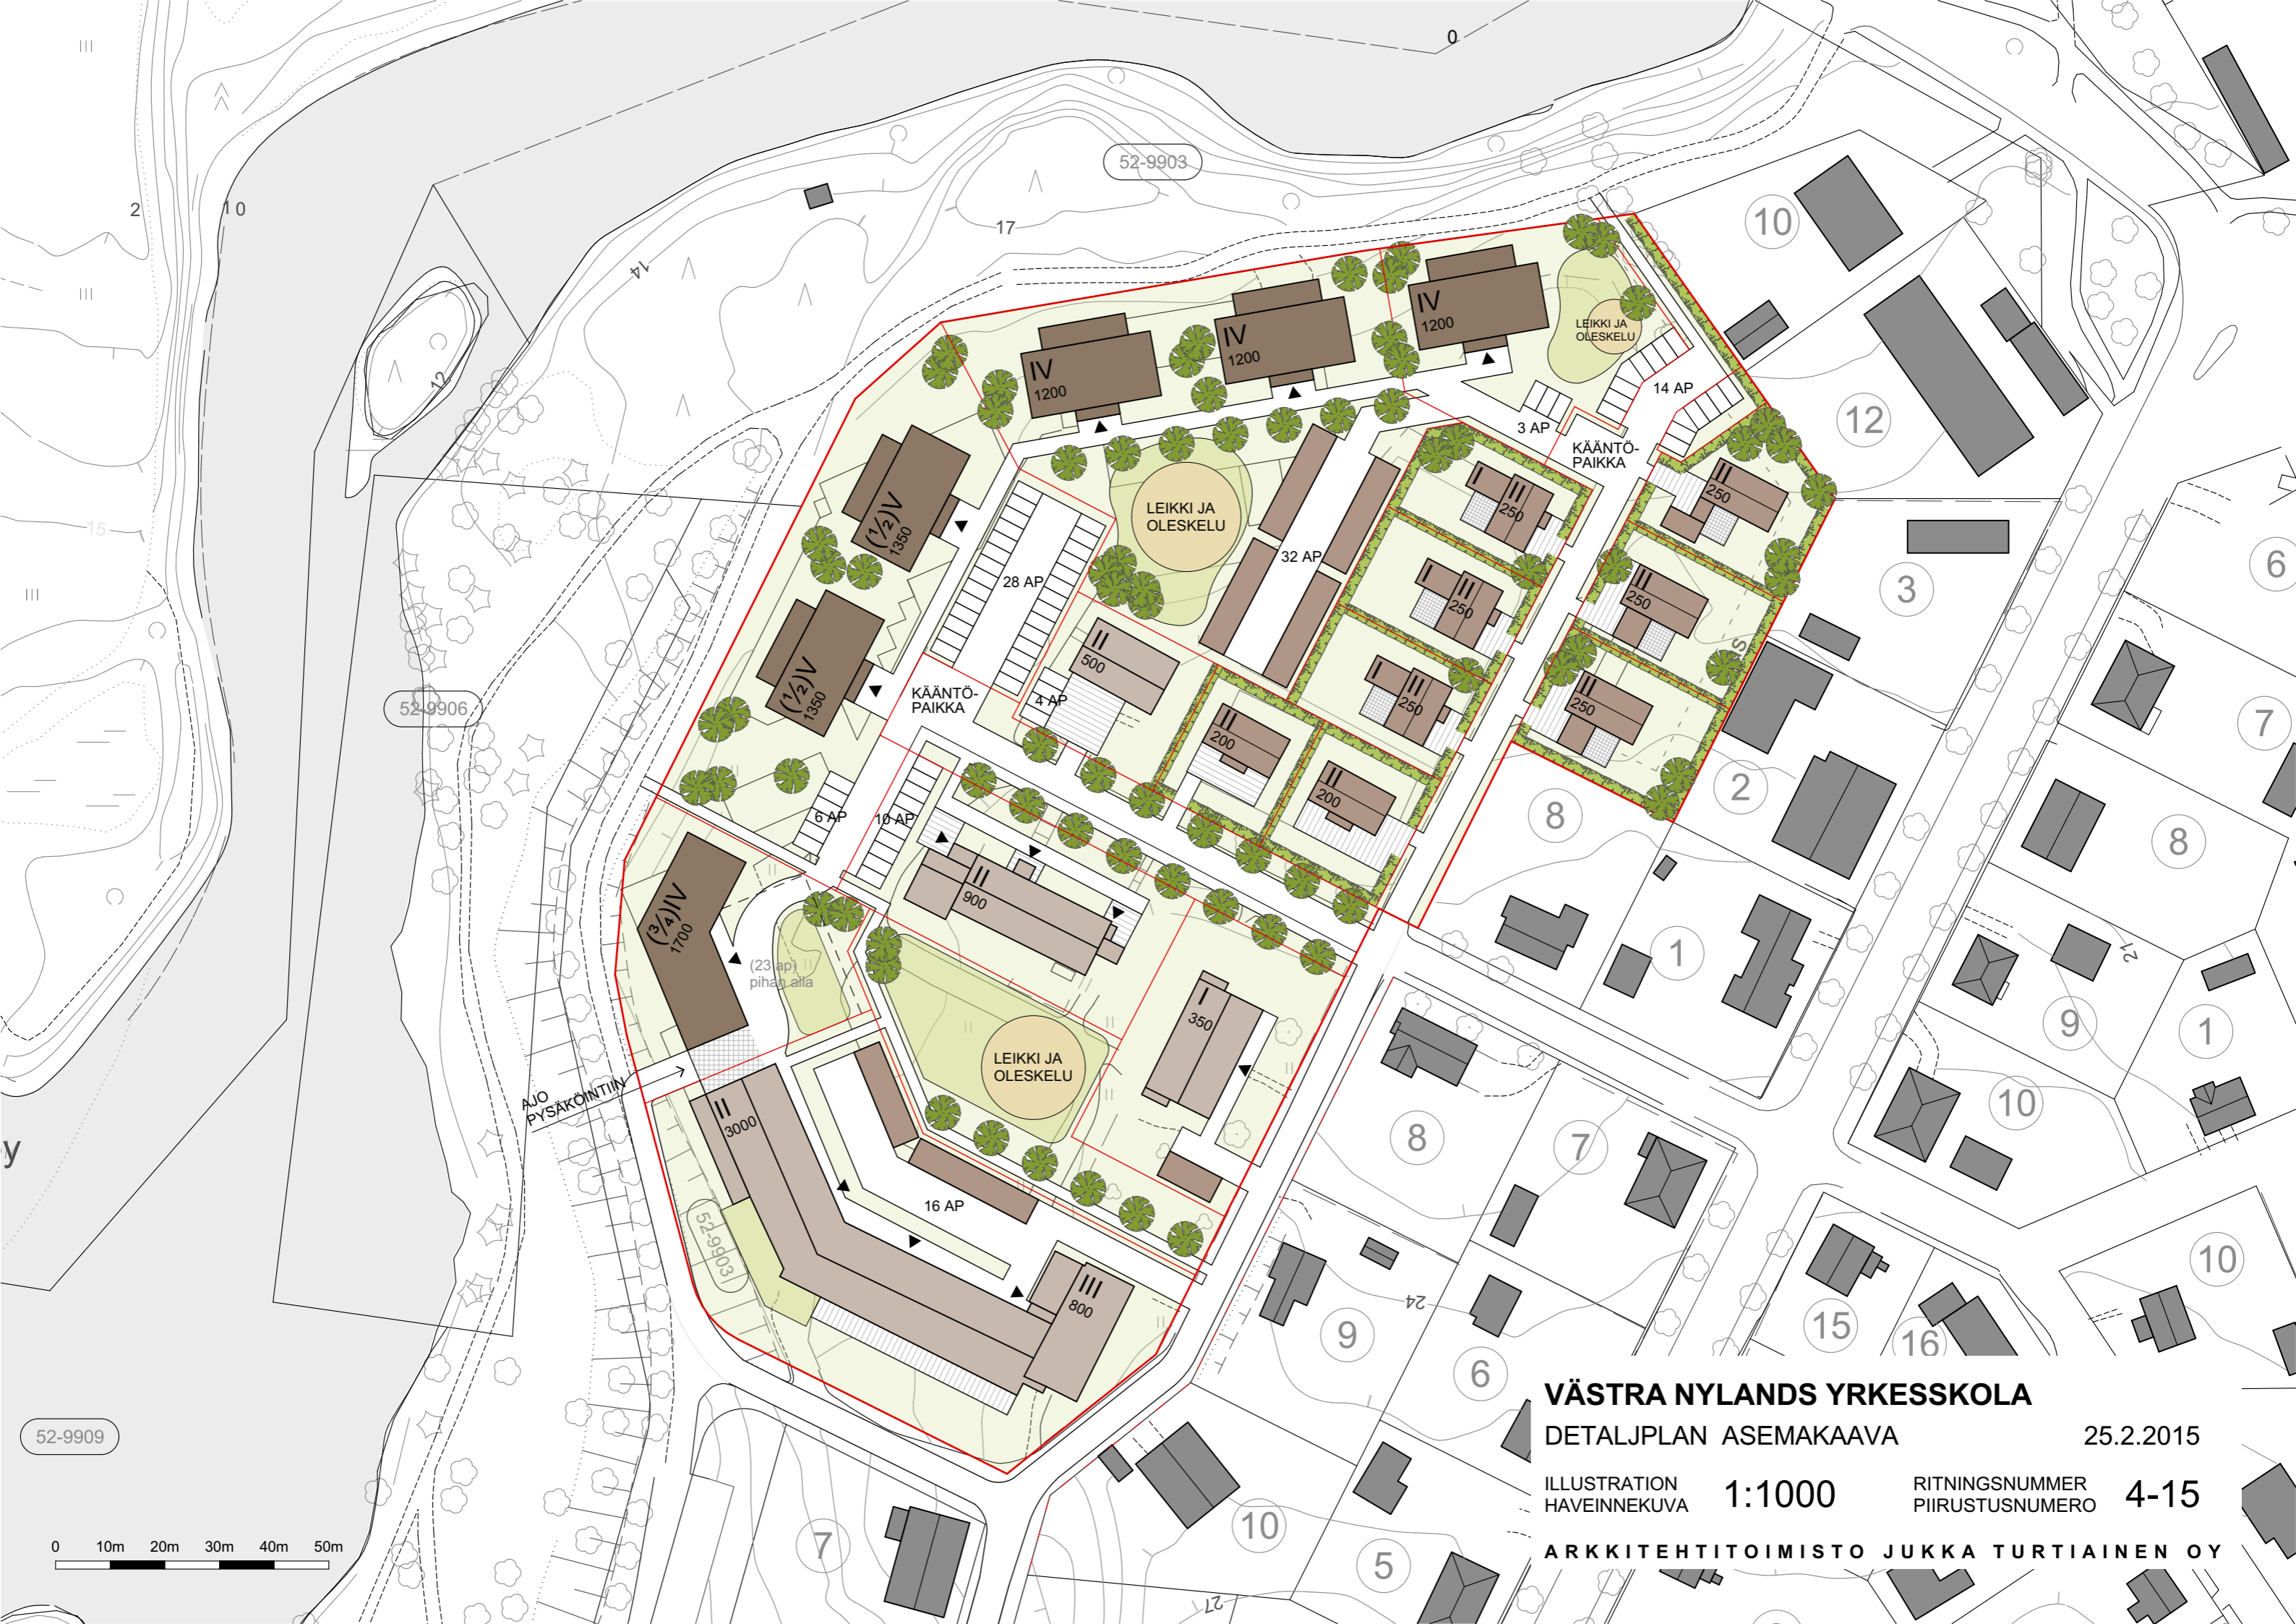 0
52-9903
2
10
17
14
12
15
10
12
IV
1200
IV
1200
IV
1200
LEIKKI JA
OLESKELU
14 AP
3 AP
KÄÄNTÖ-
PAIKKA
(½)V
1350
LEIKKI JA
OLESKELU
28 AP
32 AP
I
II
250
II
250
I
II
250
II
250
I
II
250
II
250
3
6
S
(½)V
1350
II
500
4 AP
KÄÄNTÖ-
PAIKKA
52-9906
II
200
II
200
7
2
8
8
6 AP
10 AP
II
900
(¾)IV
1700
(23 ap)
pihan alla
1
21
9
1
I
350
LEIKKI JA
OLESKELU
AJO
PYSÄKÖINTIIN
II
3000
8
7
10
y
16 AP
52-9903
III
800
24
9
6
15
16
10
52-9909
VÄSTRA NYLANDS YRKESSKOLA
DETALJPLAN ASEMAKAAVA 25.2.2015
ILLUSTRATION
HAVEINNEKUVA 1:1000
RITNINGSNUMMER
PIIRUSTUSNUMERO 4-15
ARKKITEHTITOIMISTO JUKKA TURTIAINEN OY
7
10
5
27
0 10m 20m 30m 40m 50m